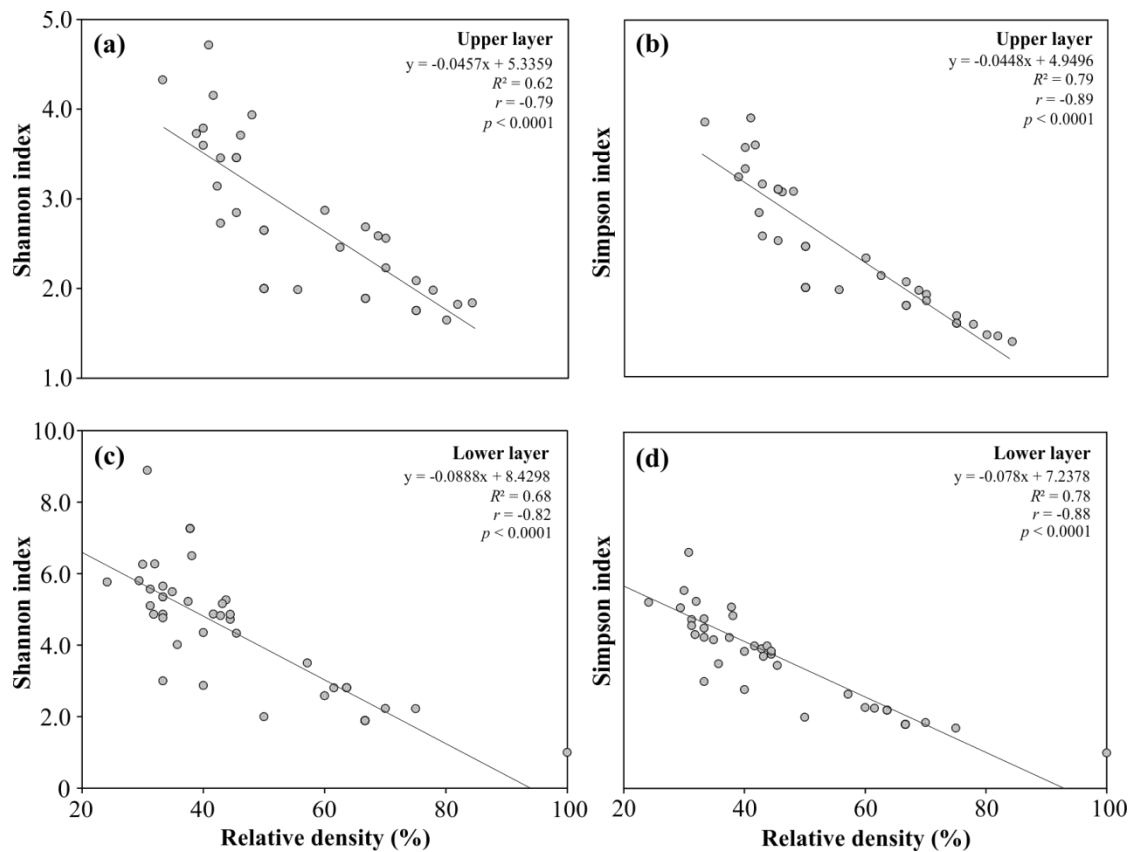 (a)
Upper layer
y = -0.0457x + 5.3359
R² = 0.62
r = -0.79
p < 0.0001
5.0
4.0
3.0
2.0
1.0
Shannon index
(b)
Upper layer
y = -0.0448x + 4.9496
R² = 0.79
r = -0.89
p < 0.0001
Simpson index
(c)
Lower layer
y = -0.0888x + 8.4298
R² = 0.68
r = -0.82
p < 0.0001
10.0
8.0
6.0
4.0
2.0
0
Shannon index
20 40 60 80 100
Relative density (%)
(d)
Lower layer
y = -0.078x + 7.2378
R² = 0.78
r = -0.88
p < 0.0001
Simpson index
20 40 60 80 100
Relative density (%)